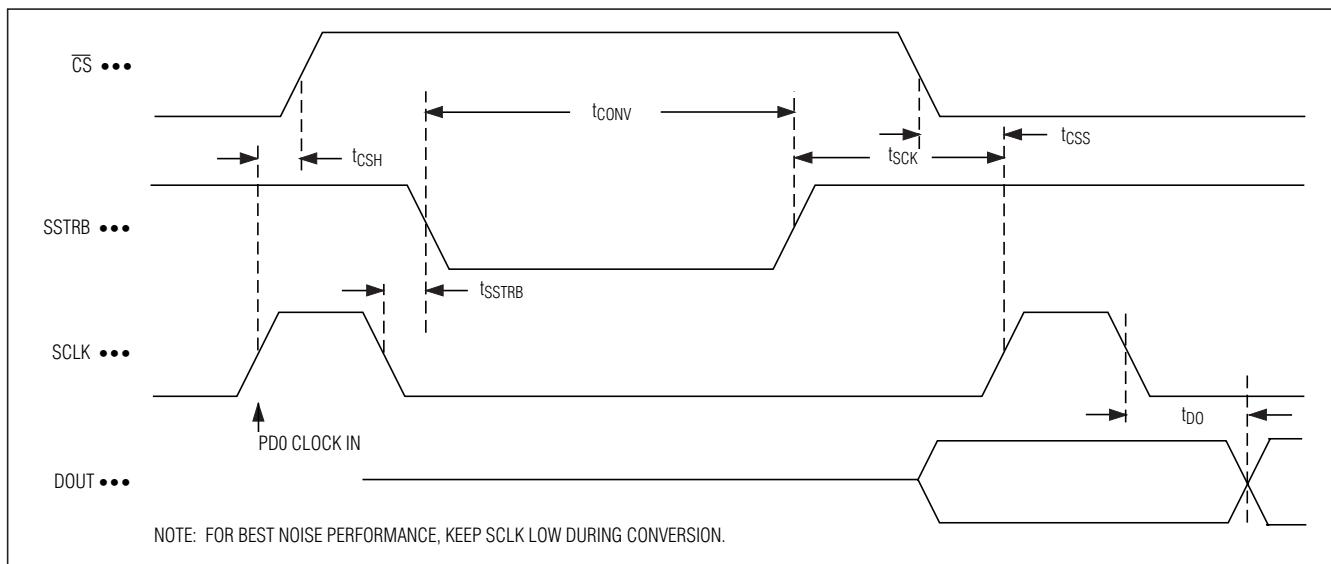 CS •••
tCONV
tCSS
tCSH
tSCK
SSTRB •••
tSSTRB
SCLK •••
tDO
PD0 CLOCK IN
DOUT •••
NOTE: FOR BEST NOISE PERFORMANCE, KEEP SCLK LOW DURING CONVERSION.